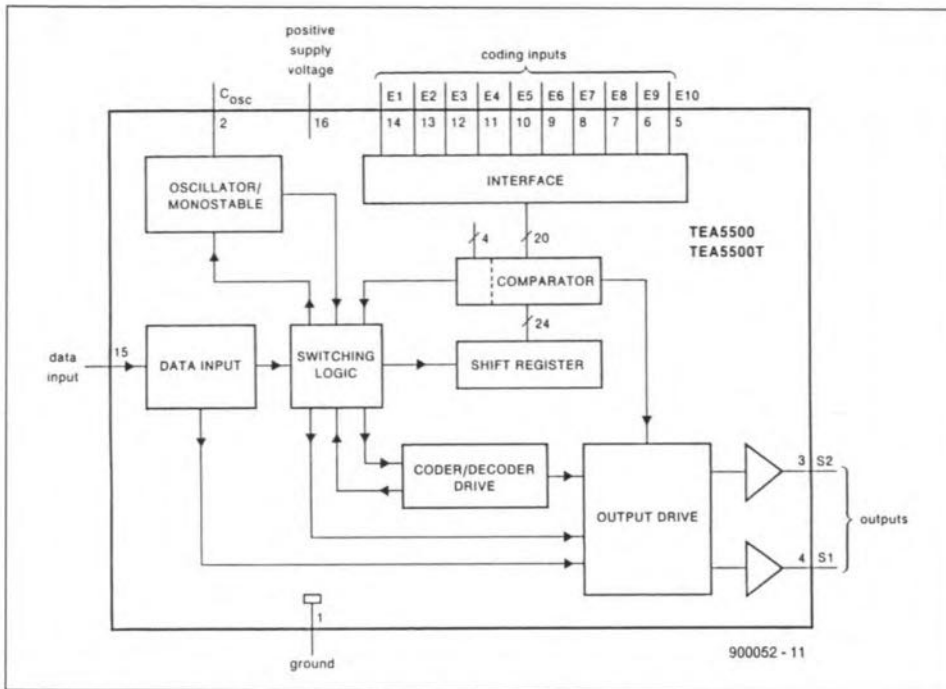 positive
supply
voltage
coding inputs
Cosc
E1 E2 E3 E4 E5 E6 E7 E8 E9 E10
2
16
14 13 12 11 10 9 8 7 6 5
OSCILLATOR/
MONOSTABLE
INTERFACE
TEA5500
TEA5500T
4
20
COMPARATOR
24
data
input
15
DATA INPUT
SWITCHING
LOGIC
SHIFT REGISTER
CODER/DECODER
DRIVE
OUTPUT DRIVE
3 S2
outputs
4 S1
1
ground
900052 - 11